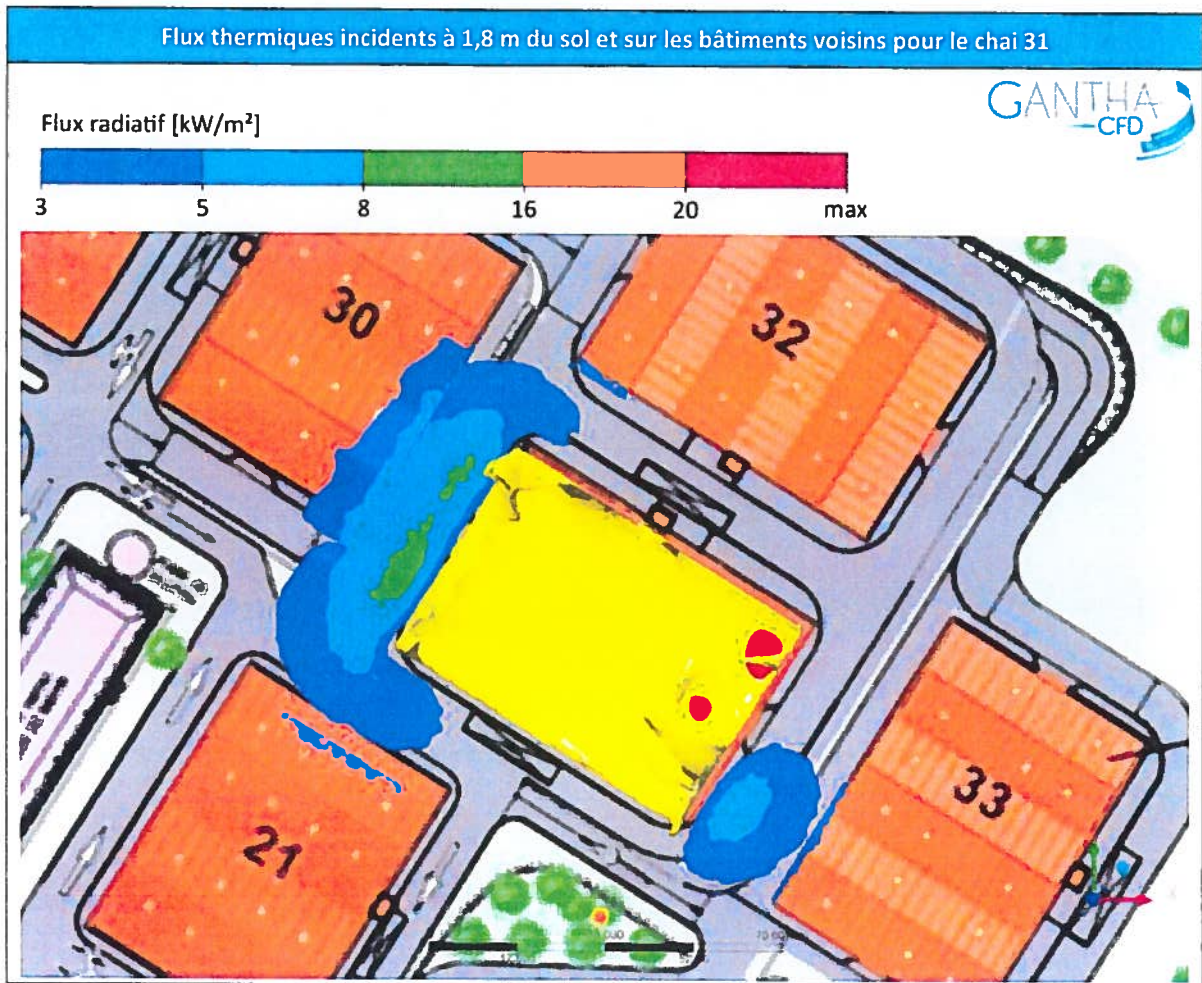 Flux thermiques incidents à 1,8 m du sol et sur les bâtiments voisins pour le chai 31
GANTHA
CFD
Flux radiatif [kW/m²]
3 5 8 16 20 max
30
32
33
21